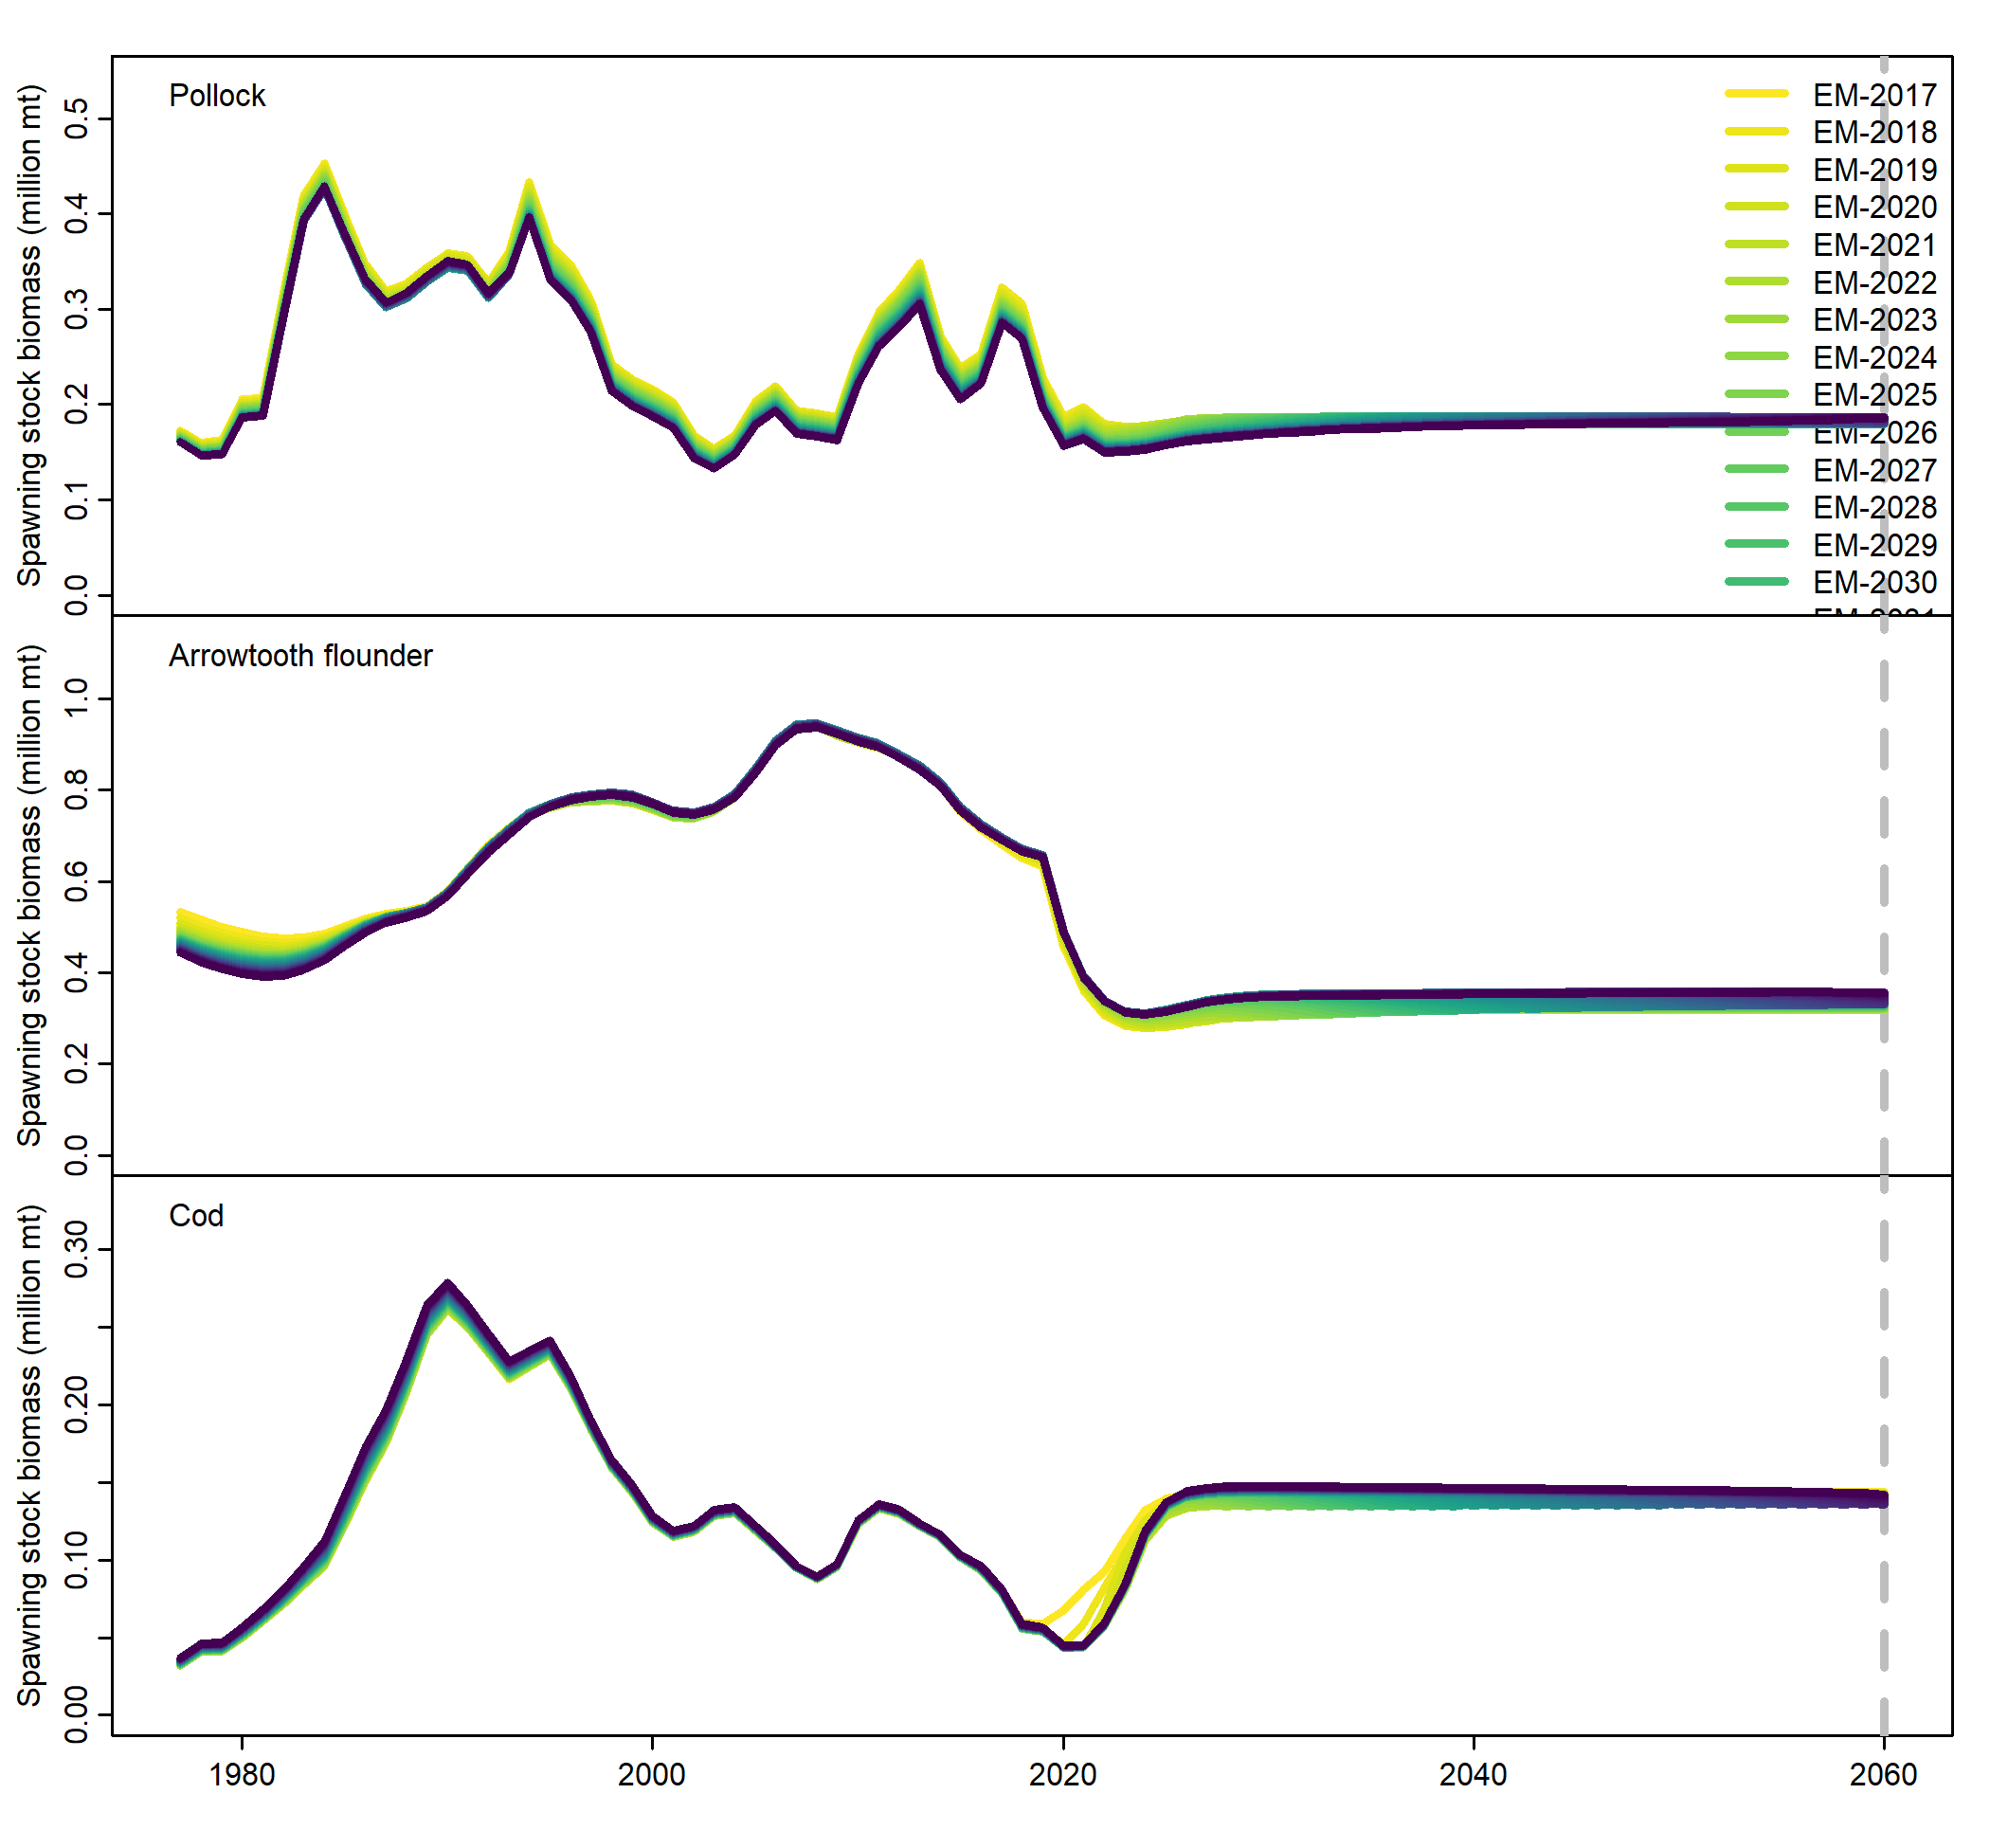 Pollock
Spawning stock biomass (million mt)
0.5
0.4
0.3
0.2
0.1
0.0
EM-2017
EM-2018
EM-2019
EM-2020
EM-2021
EM-2022
EM-2023
EM-2024
EM-2025
EM-2026
EM-2027
EM-2028
EM-2029
EM-2030
Arrowtooth flounder
Spawning stock biomass (million mt)
1.0
0.8
0.6
0.4
0.2
0.0
Cod
Spawning stock biomass (million mt)
0.30
0.20
0.10
0.00
1980 2000 2020 2040 2060